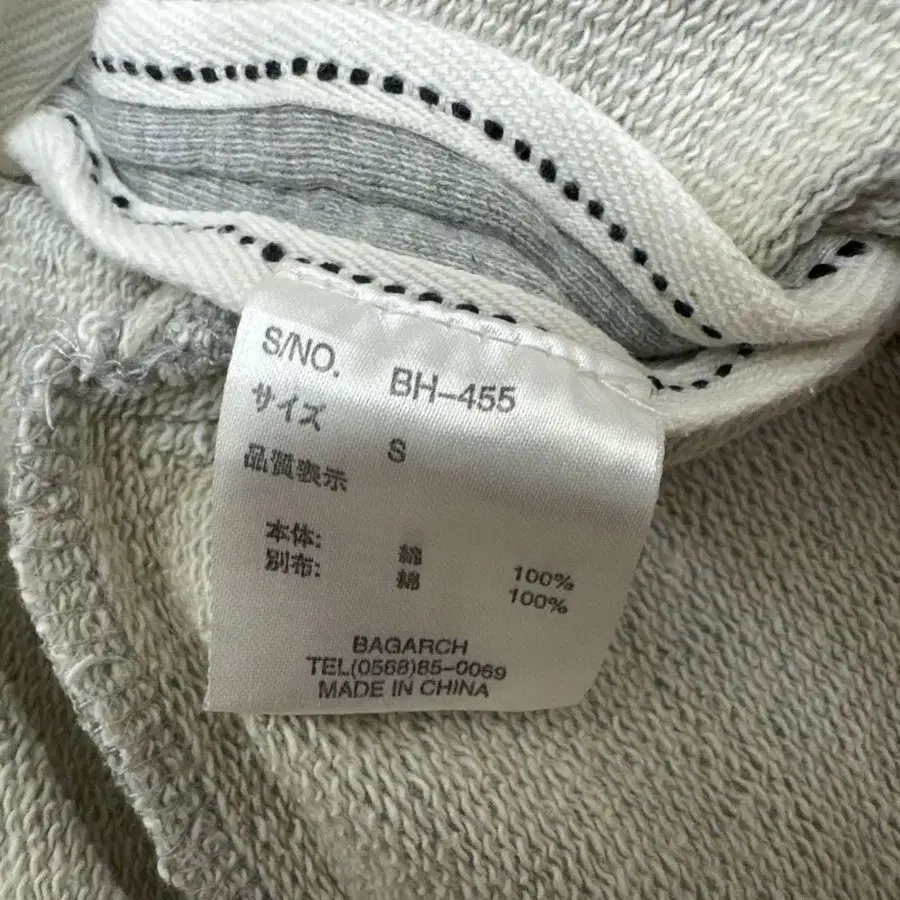 S/NO. BH-455
サイズ S
品質表示
本体: 綿 100%
別布: 綿 100%
BAGARCH
TEL(0568)85-0069
MADE IN CHINA